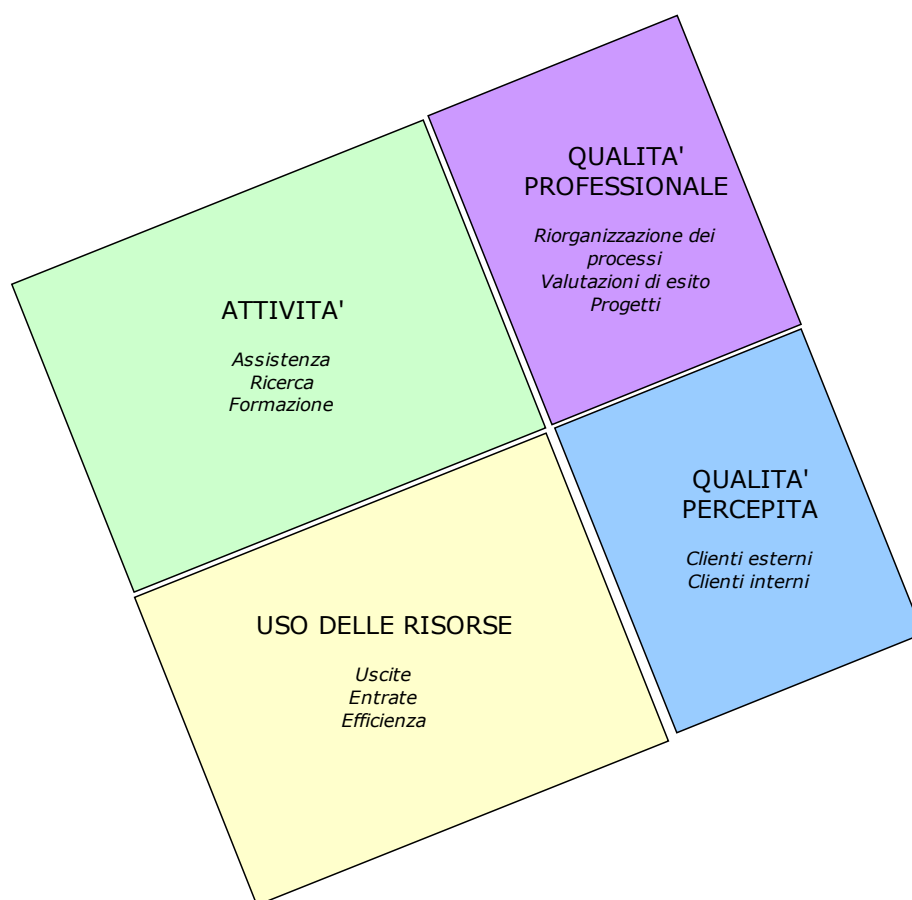 QUALITA'
PROFESSIONALE
Riorganizzazione dei
processi
Valutazioni di esito
Progetti
ATTIVITA'
Assistenza
Ricerca
Formazione
QUALITA'
PERCEPITA
Clienti esterni
Clienti interni
USO DELLE RISORSE
Uscite
Entrate
Efficienza